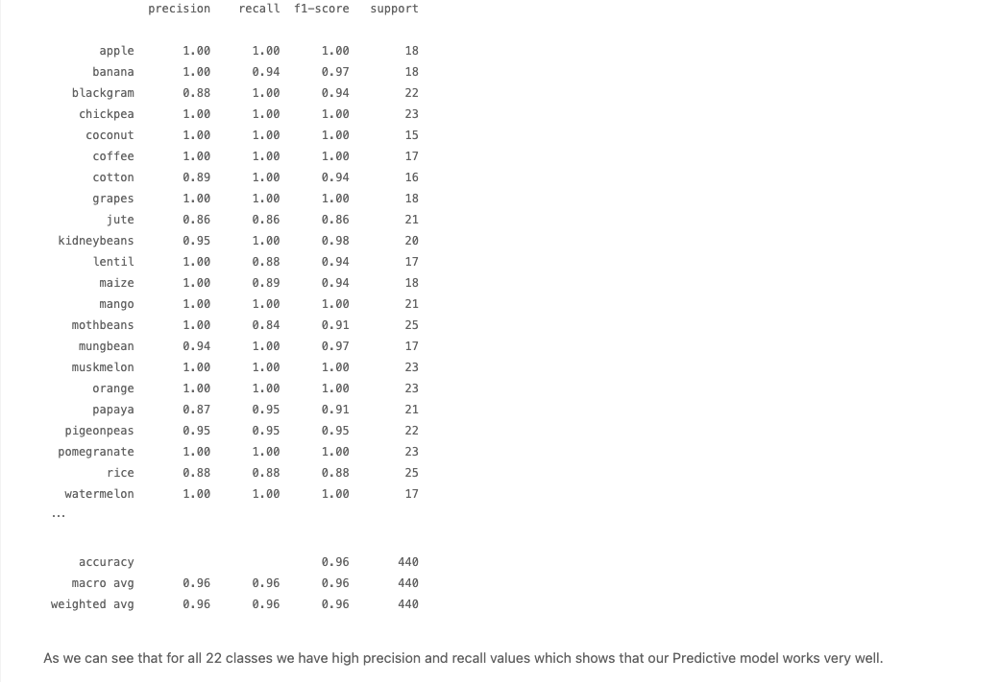 precision recall f1-score support
apple 1.00 1.00 1.00 18
banana 1.00 0.94 0.97 18
blackgram 0.88 1.00 0.94 22
chickpea 1.00 1.00 1.00 23
coconut 1.00 1.00 1.00 15
coffee 1.00 1.00 1.00 17
cotton 0.89 1.00 0.94 16
grapes 1.00 1.00 1.00 18
jute 0.86 0.86 0.86 21
kidneybeans 0.95 1.00 0.98 20
lentil 1.00 0.88 0.94 17
maize 1.00 0.89 0.94 18
mango 1.00 1.00 1.00 21
mothbeans 1.00 0.84 0.91 25
mungbean 0.94 1.00 0.97 17
muskmelon 1.00 1.00 1.00 23
orange 1.00 1.00 1.00 23
papaya 0.87 0.95 0.91 21
pigeonpeas 0.95 0.95 0.95 22
pomegranate 1.00 1.00 1.00 23
rice 0.88 0.88 0.88 25
watermelon 1.00 1.00 1.00 17
...
accuracy 0.96 440
macro avg 0.96 0.96 0.96 440
weighted avg 0.96 0.96 0.96 440
As we can see that for all 22 classes we have high precision and recall values which shows that our Predictive model works very well.